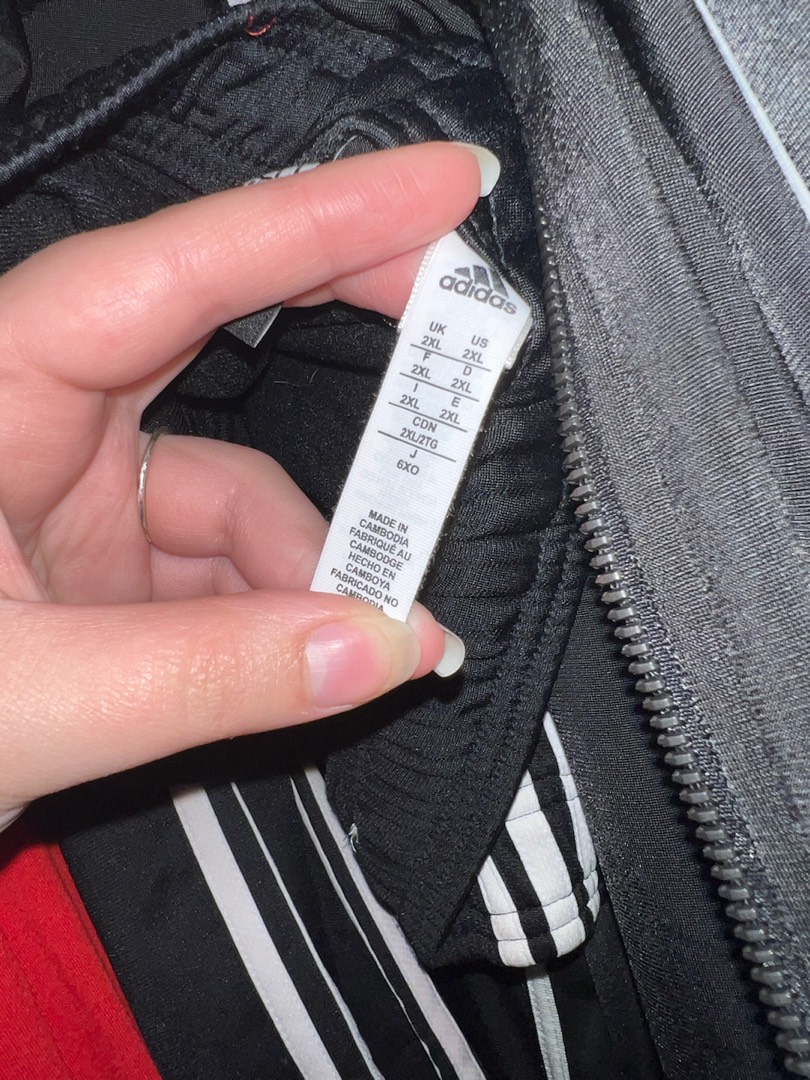 adidas
UK US
2XL 2XL
F D
2XL 2XL
I E
2XL 2XL
CDN
2XL/2TG
J
6XO
MADE IN
CAMBODIA
FABRIQUÉ AU
CAMBODGE
HECHO EN
CAMBOYA
FABRICADO NO
CAMBODIA